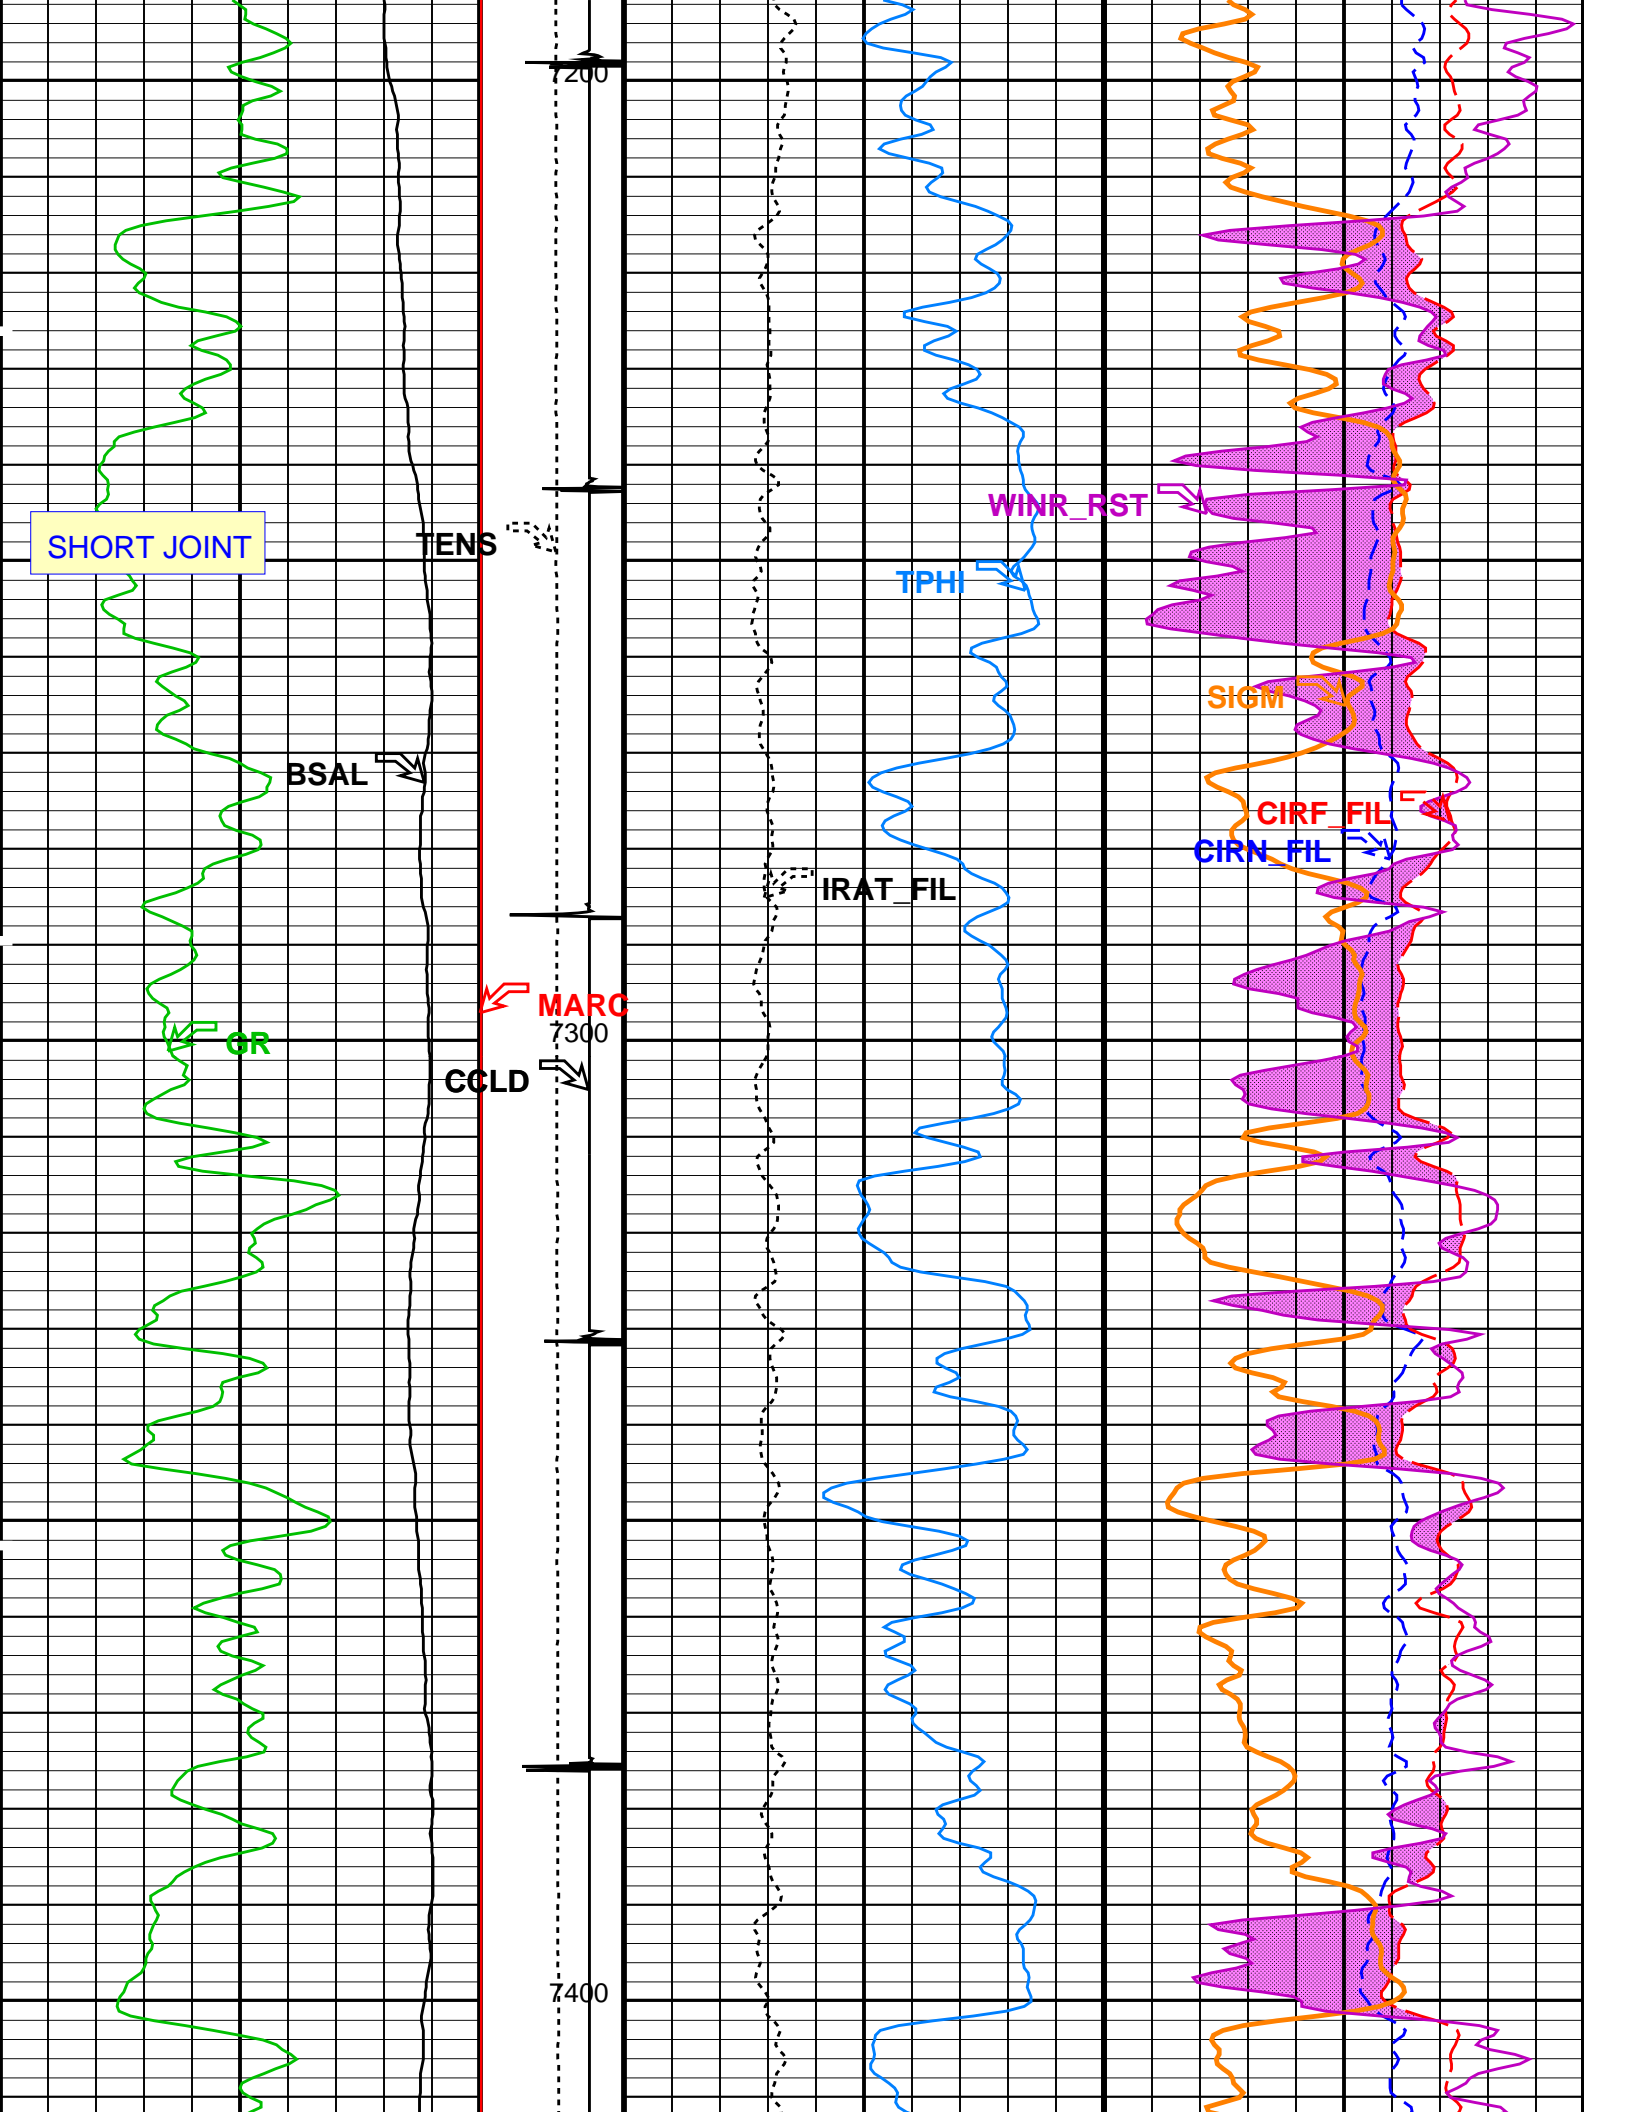 7200
WINR_RST
SHORT JOINT
TENS
TPHI
SIGM
BSAL
CIRF_FIL
CIRN_FIL
IRAT_FIL
MARC
7300
GR
CCLD
7400